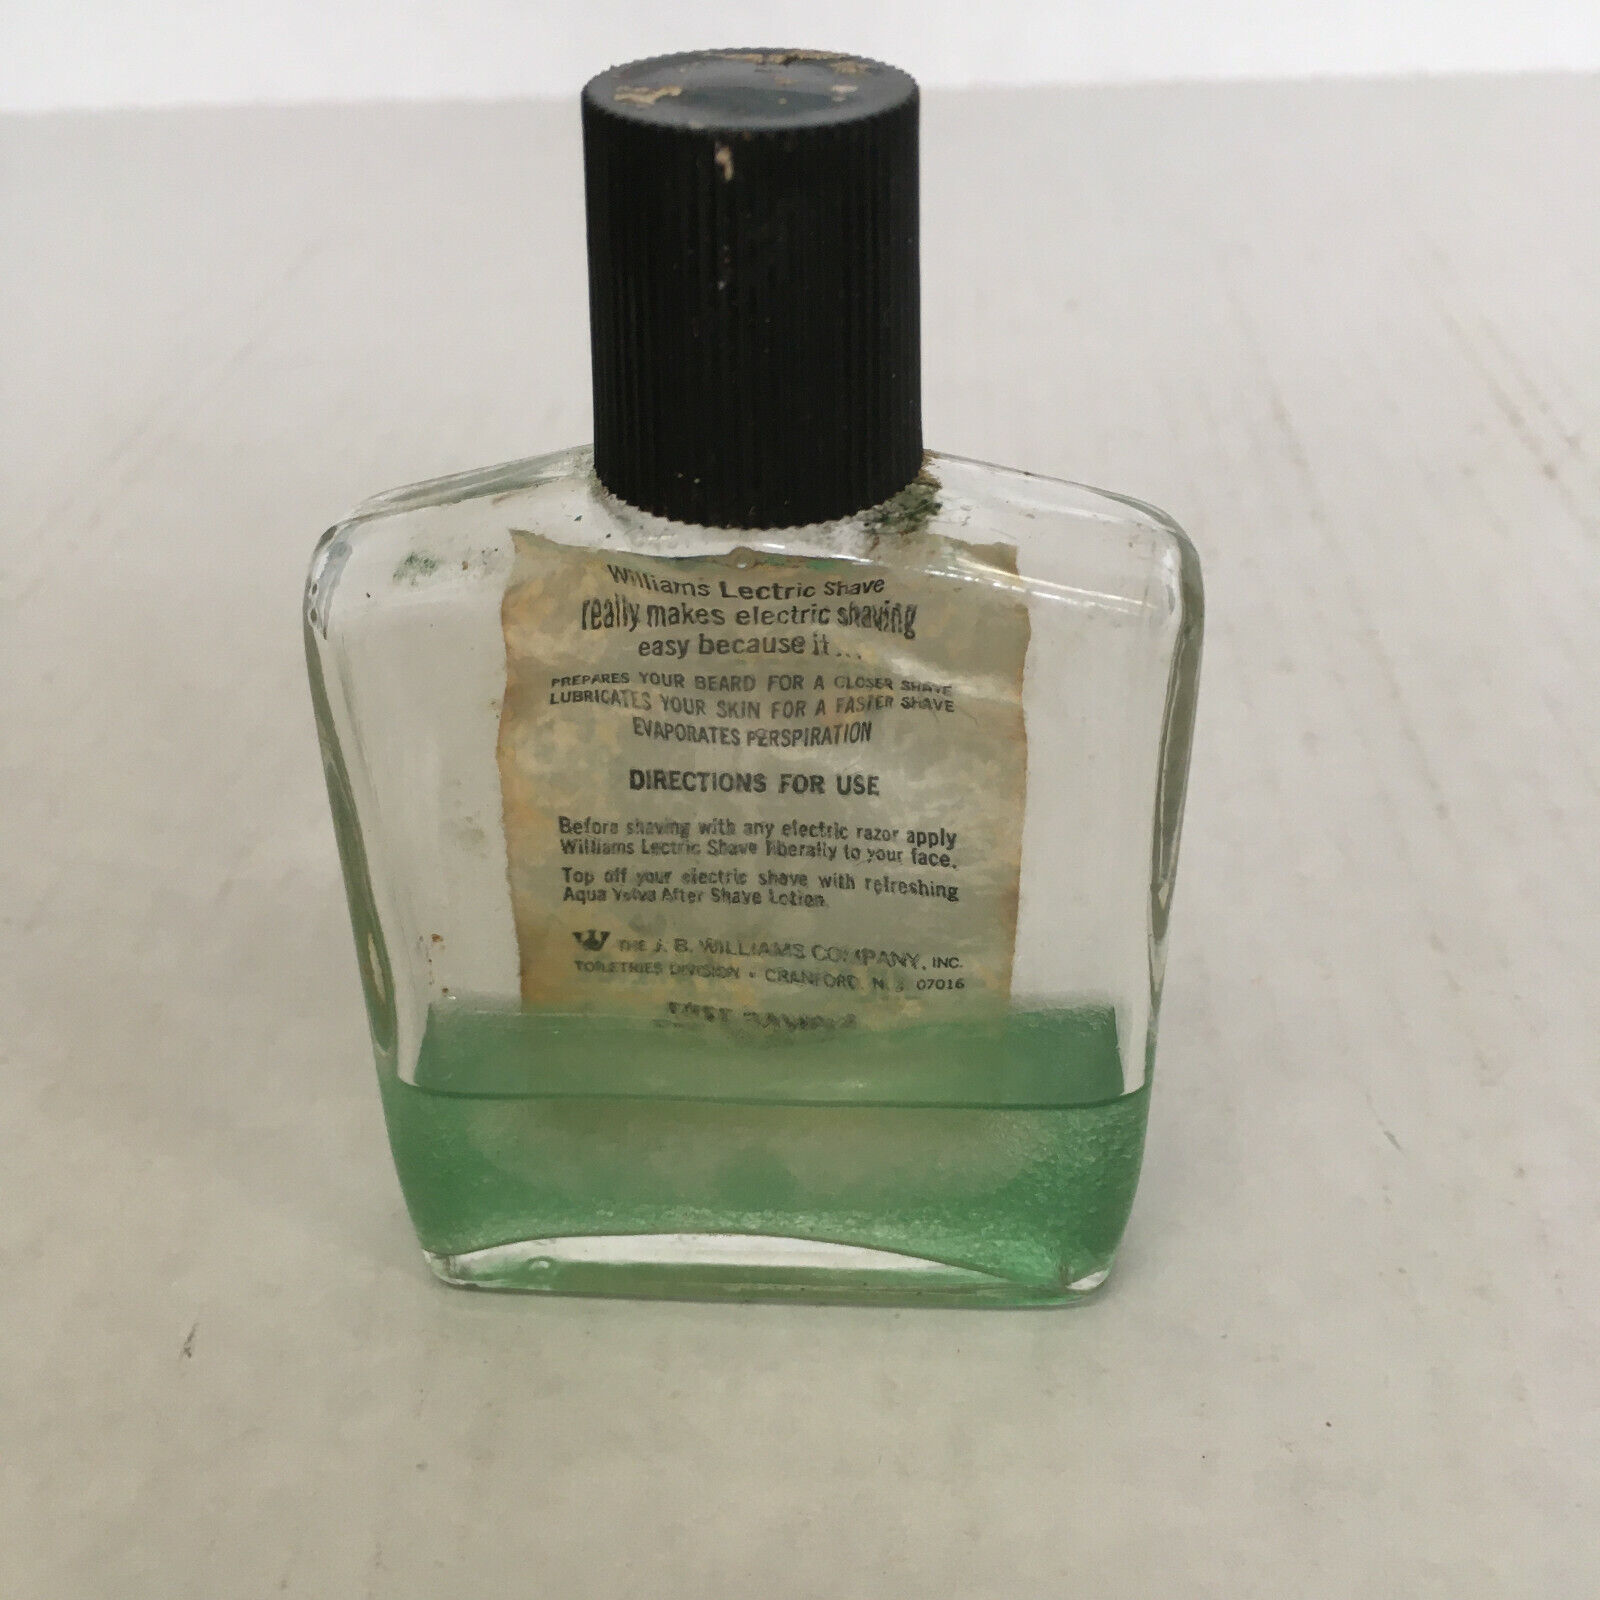 Williams Lectric Shave
really makes electric shaving
easy because it...
PREPARES YOUR BEARD FOR A CLOSER SHAVE
LUBRICATES YOUR SKIN FOR A FASTER SHAVE
EVAPORATES PERSPIRATION
DIRECTIONS FOR USE
Before shaving with any electric razor apply
Williams Lectric Shave liberally to your face.
Top off your electric shave with refreshing
Aqua Velva After Shave Lotion.
THE J. B. WILLIAMS COMPANY, INC.
TOILETRIES DIVISION • CRANFORD, N. J. 07016